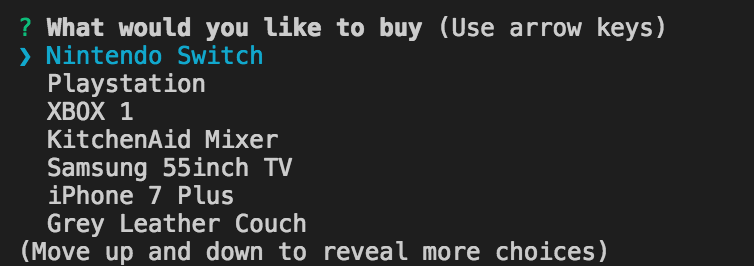 ? What would you like to buy (Use arrow keys)
❯ Nintendo Switch
Playstation
XBOX 1
KitchenAid Mixer
Samsung 55inch TV
iPhone 7 Plus
Grey Leather Couch
(Move up and down to reveal more choices)